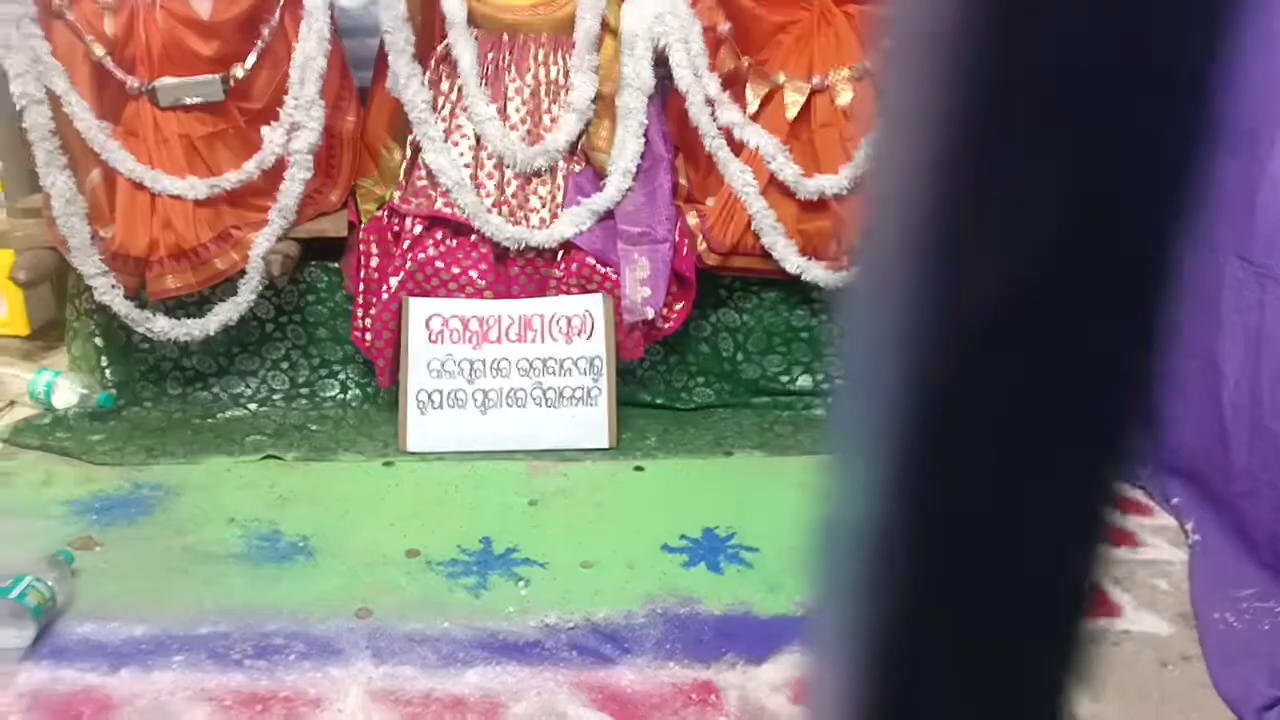 ଜଗନ୍ନାଥ ଧାମ (ପୁରୀ)
କଳିଯୁଗ ରେ ଭଗବାନ ଦାରୁ
ରୂପ ରେ ପୁରୀ ରେ ବିରାଜମାନ